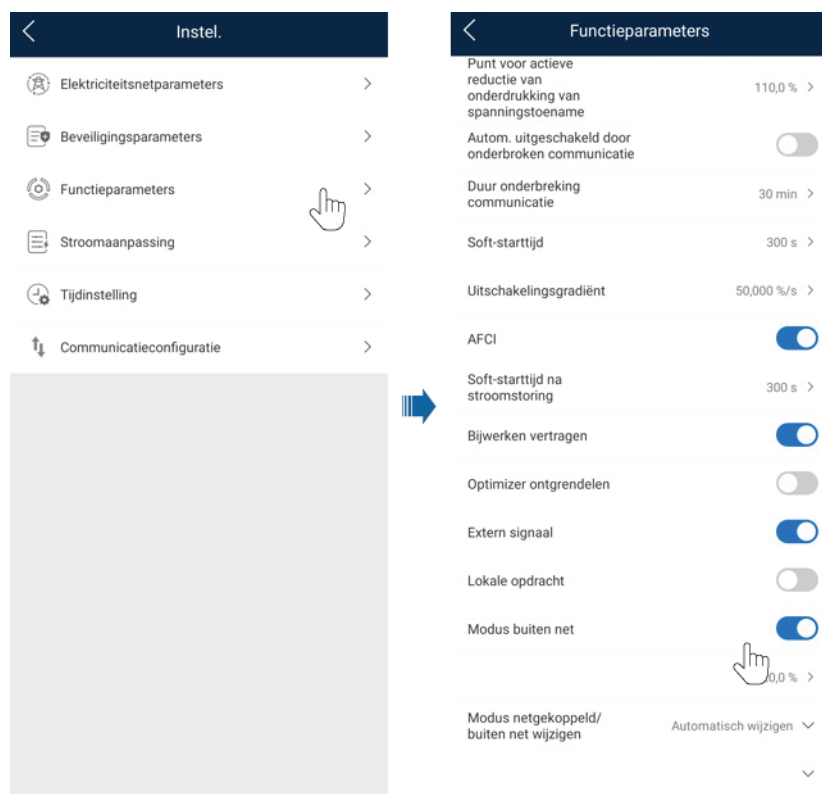 Instel.
Elektriciteitsnetparameters
Beveiligingsparameters
Functieparameters
Stroomaanpassing
Tijdinstelling
Communicatieconfiguratie
Functieparameters
Punt voor actieve
reductie van
onderdrukking van
spanningstoename
110,0 %
Autom. uitgeschakeld door
onderbroken communicatie
Duur onderbreking
communicatie
30 min
Soft-starttijd
300 s
Uitschakelingsgradiënt
50,000 %/s
AFCI
Soft-starttijd na
stroomstoring
300 s
Bijwerken vertragen
Optimizer ontgrendelen
Extern signaal
Lokale opdracht
Modus buiten net
0,0 %
Modus netgekoppeld/
buiten net wijzigen
Automatisch wijzigen